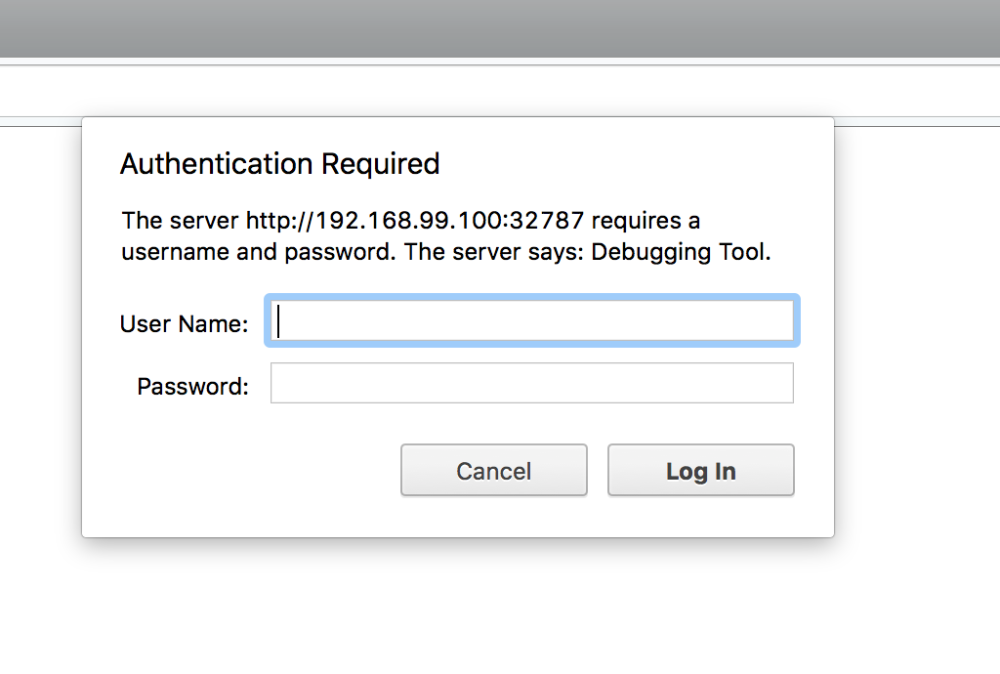 Authentication Required
The server http://192.168.99.100:32787 requires a
username and password. The server says: Debugging Tool.
User Name:
Password:
Cancel
Log In